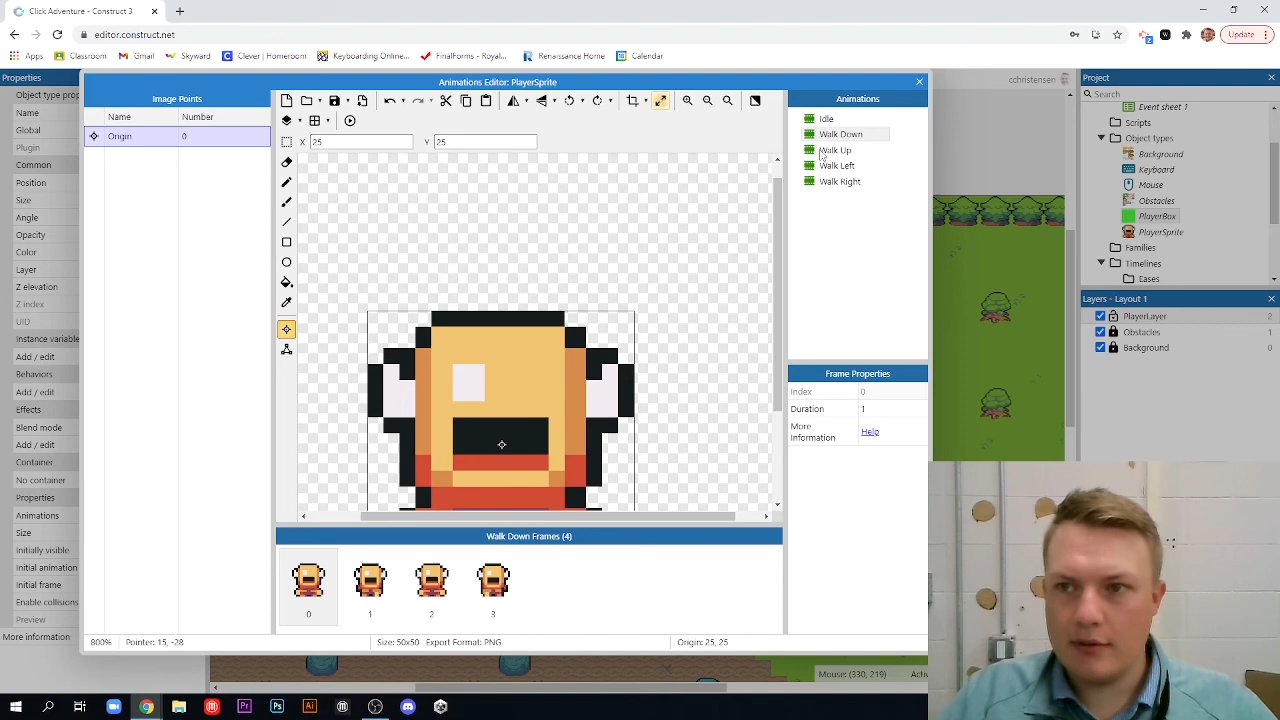 Click Adventure - Construct 3
editor.construct.net
Update
Apps
Classroom
Gmail
Skyward
Clever | Homeroom
Keyboarding Online...
FinalForms - Royal...
Renaissance Home
Calendar
Properties
Object type pro
Name
Global
Plugin
Common
Position
Size
Angle
Opacity
Color
Layer
Z elevation
Z index
UID
Instance variable
Add / edit
Behaviors
Add / edit
Effects
Add / edit
Blend mode
Container
No container
Properties
Animations
Size
Initially visible
Initial animation
Initial frame
Enable collisions
Preview
More information
Animations Editor: PlayerSprite
Image Points
Name Number
Origin 0
X 25 Y 25
Walk Down Frames (4)
0 1 2 3
800% Pointer: 15, -28 Size: 50x50 Export Format: PNG Origin: 25, 25
Animations
Idle
Walk Down
Walk Up
Walk Left
Walk Right
Frame Properties
Index 0
Duration 1
More Information Help
cchristensen
Project
Search
Event sheet 1
Scripts
Object types
Background
Keyboard
Mouse
Obstacles
PlayerBox
PlayerSprite
Families
Timelines
Eases
Layers - Layout 1
PlayerLayer 2
Obstacles 1
Background 0
Mouse: (330, 219)